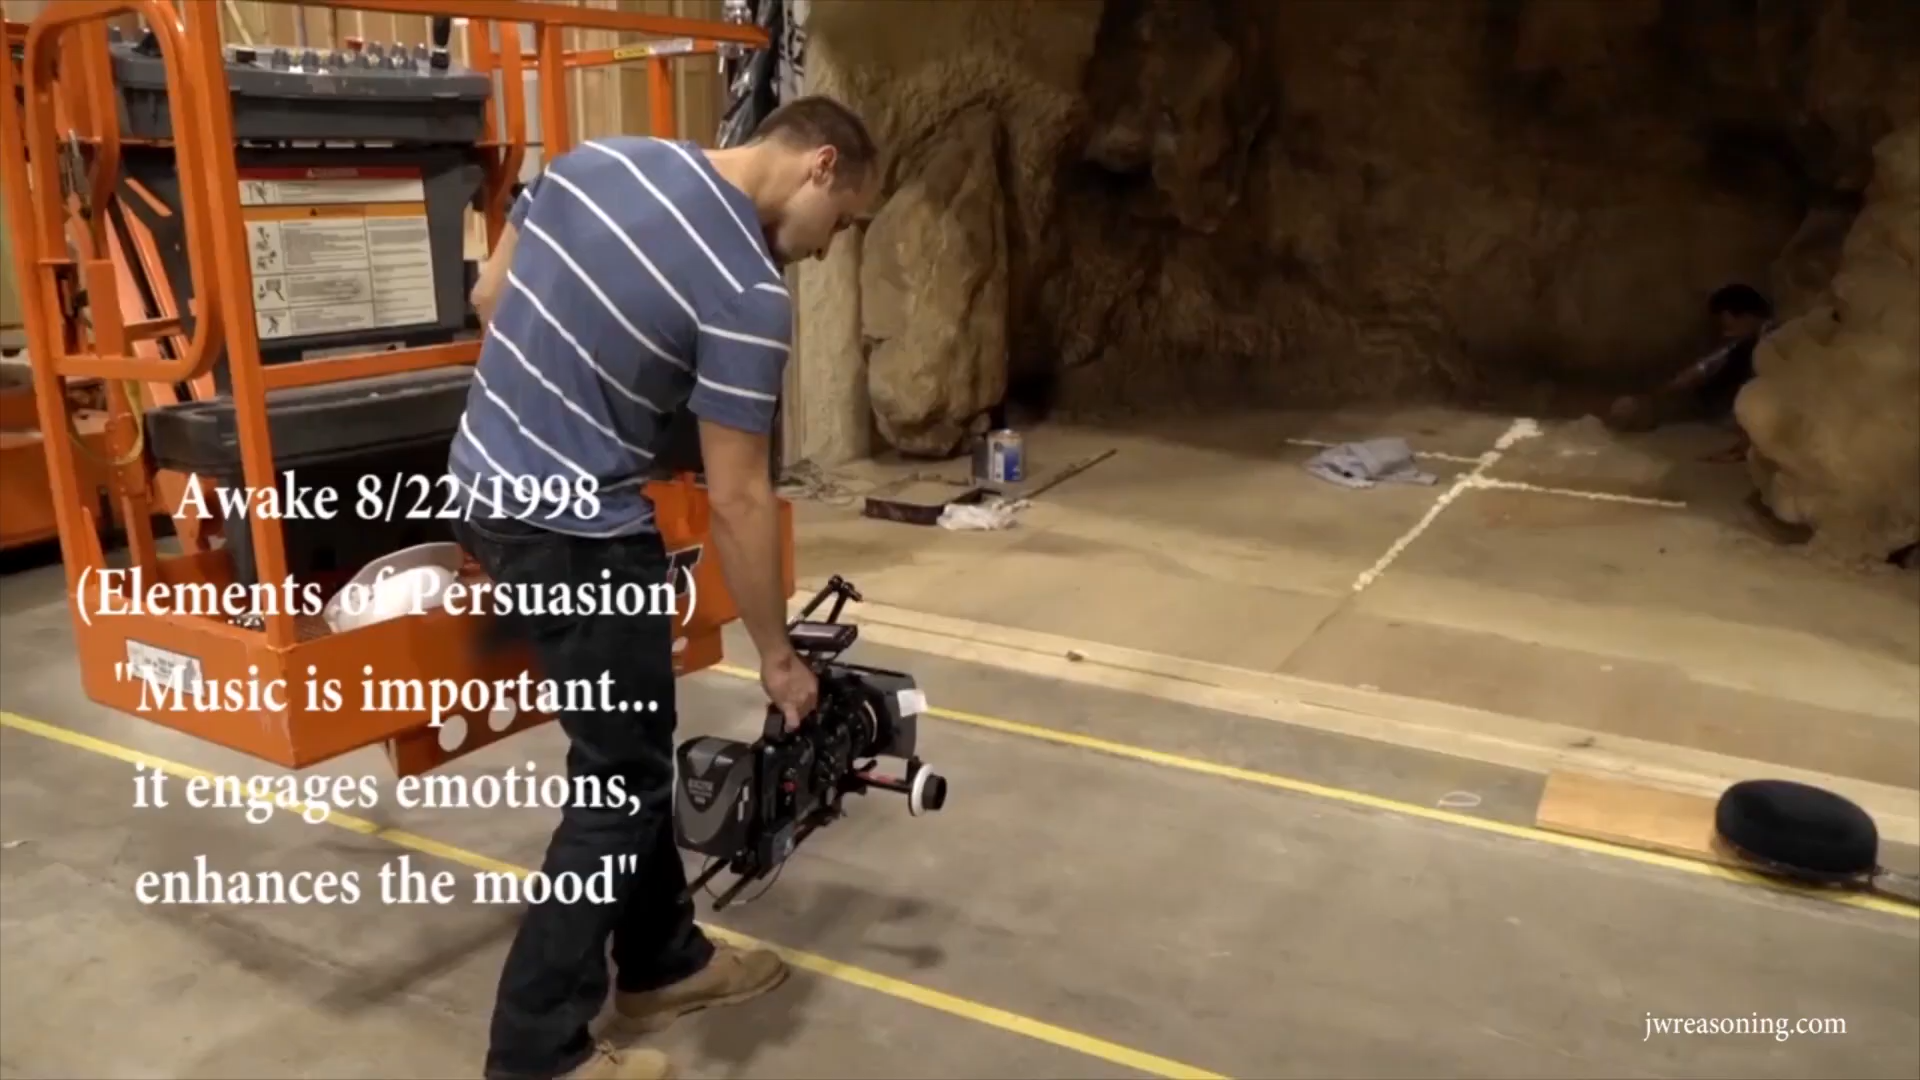 Awake 8/22/1998
(Elements of Persuasion)
"Music is important...
it engages emotions,
enhances the mood"
jwreasoning.com